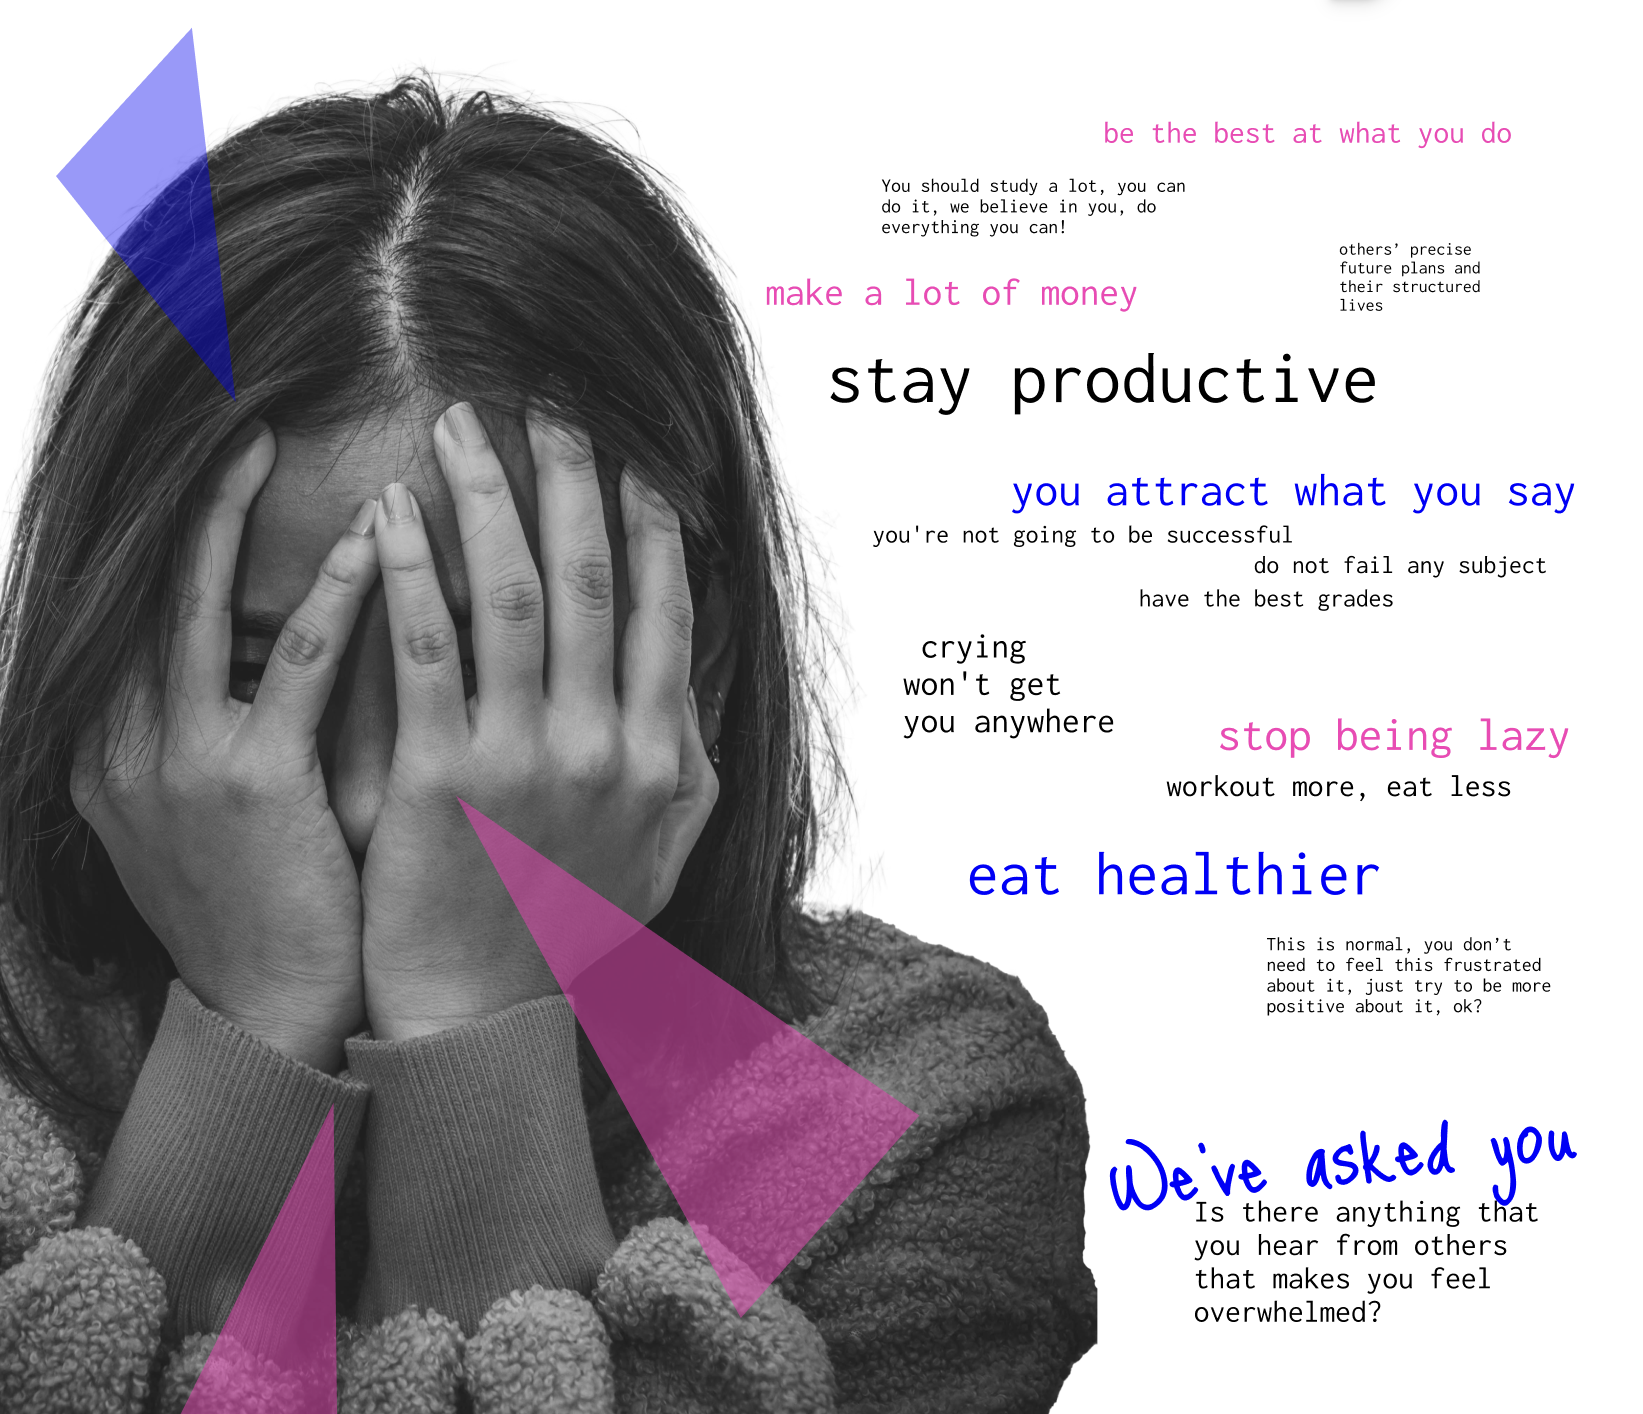 be the best at what you do
You should study a lot, you can
do it, we believe in you, do
everything you can!
others’ precise
future plans and
their structured
lives
make a lot of money
stay productive
you attract what you say
you're not going to be successful
do not fail any subject
have the best grades
crying
won't get
you anywhere
stop being lazy
workout more, eat less
eat healthier
This is normal, you don’t
need to feel this frustrated
about it, just try to be more
positive about it, ok?
We've asked you
Is there anything that
you hear from others
that makes you feel
overwhelmed?